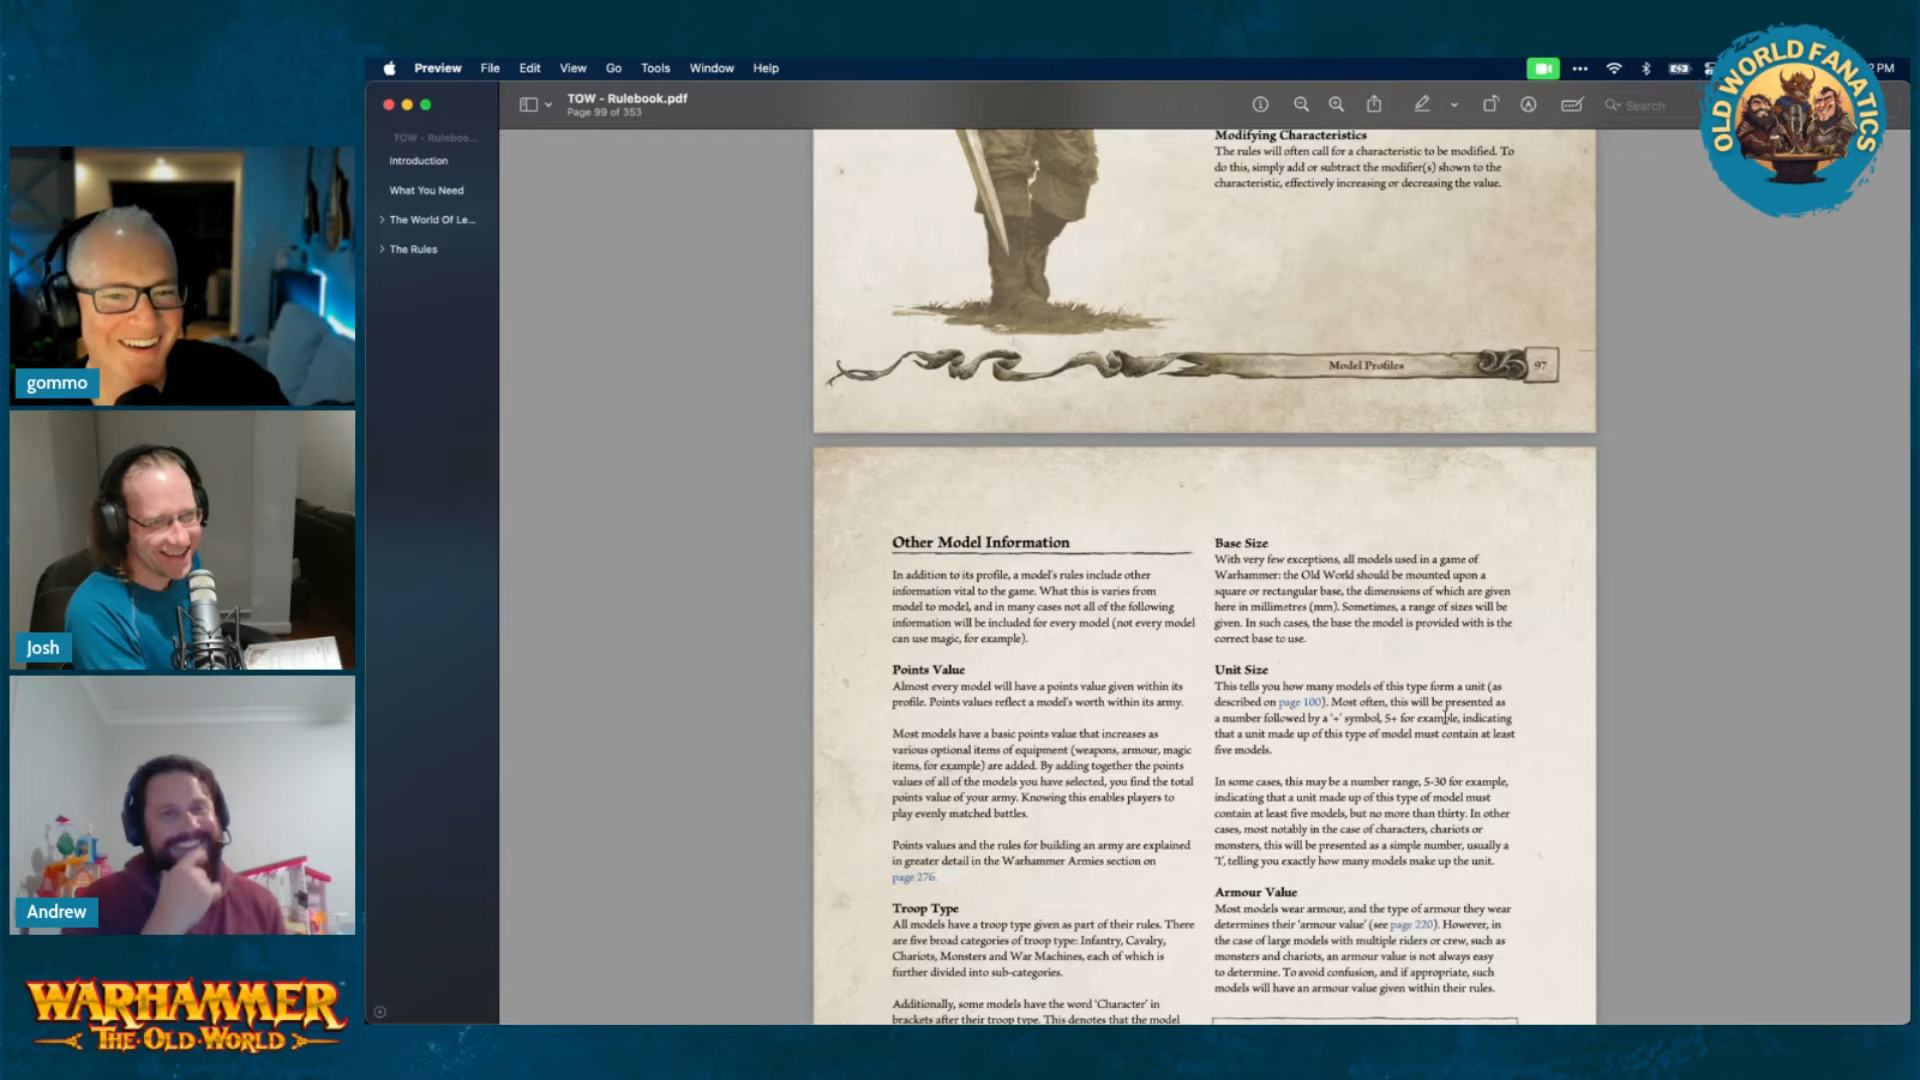 Preview File Edit View Go Tools Window Help
PM
OLD WORLD FANATICS
TOW - Rulebook.pdf
Page 99 of 353
Search
TOW - Ruleboo...
Introduction
What You Need
The World Of Le...
The Rules
gommo
Josh
Andrew
WARHAMMER
THE OLD WORLD
Modifying Characteristics
The rules will often call for a characteristic to be modified. To
do this, simply add or subtract the modifier(s) shown to the
characteristic, effectively increasing or decreasing the value.
Model Profiles
97
Other Model Information
In addition to its profile, a model's rules include other
information vital to the game. What this is varies from
model to model, and in many cases not all of the following
information will be included for every model (not every model
can use magic, for example).
Points Value
Almost every model will have a points value given within its
profile. Points values reflect a model's worth within its army.
Most models have a basic points value that increases as
various optional items of equipment (weapons, armour, magic
items, for example) are added. By adding together the points
values of all of the models you have selected, you find the total
points value of your army. Knowing this enables players to
play evenly matched battles.
Points values and the rules for building an army are explained
in greater detail in the Warhammer Armies section on
page 276.
Troop Type
All models have a troop type given as part of their rules. There
are five broad categories of troop type: Infantry, Cavalry,
Chariots, Monsters and War Machines, each of which is
further divided into sub-categories.
Additionally, some models have the word 'Character' in
brackets after their troop type. This denotes that the model
Base Size
With very few exceptions, all models used in a game of
Warhammer: the Old World should be mounted upon a
square or rectangular base, the dimensions of which are given
here in millimetres (mm). Sometimes, a range of sizes will be
given. In such cases, the base the model is provided with is the
correct base to use.
Unit Size
This tells you how many models of this type form a unit (as
described on page 100). Most often, this will be presented as
a number followed by a '+' symbol, 5+ for example, indicating
that a unit made up of this type of model must contain at least
five models.
In some cases, this may be a number range, 5-30 for example,
indicating that a unit made up of this type of model must
contain at least five models, but no more than thirty. In other
cases, most notably in the case of characters, chariots or
monsters, this will be presented as a simple number, usually a
'1', telling you exactly how many models make up the unit.
Armour Value
Most models wear armour, and the type of armour they wear
determines their 'armour value' (see page 220). However, in
the case of large models with multiple riders or crew, such as
monsters and chariots, an armour value is not always easy
to determine. To avoid confusion, and if appropriate, such
models will have an armour value given within their rules.